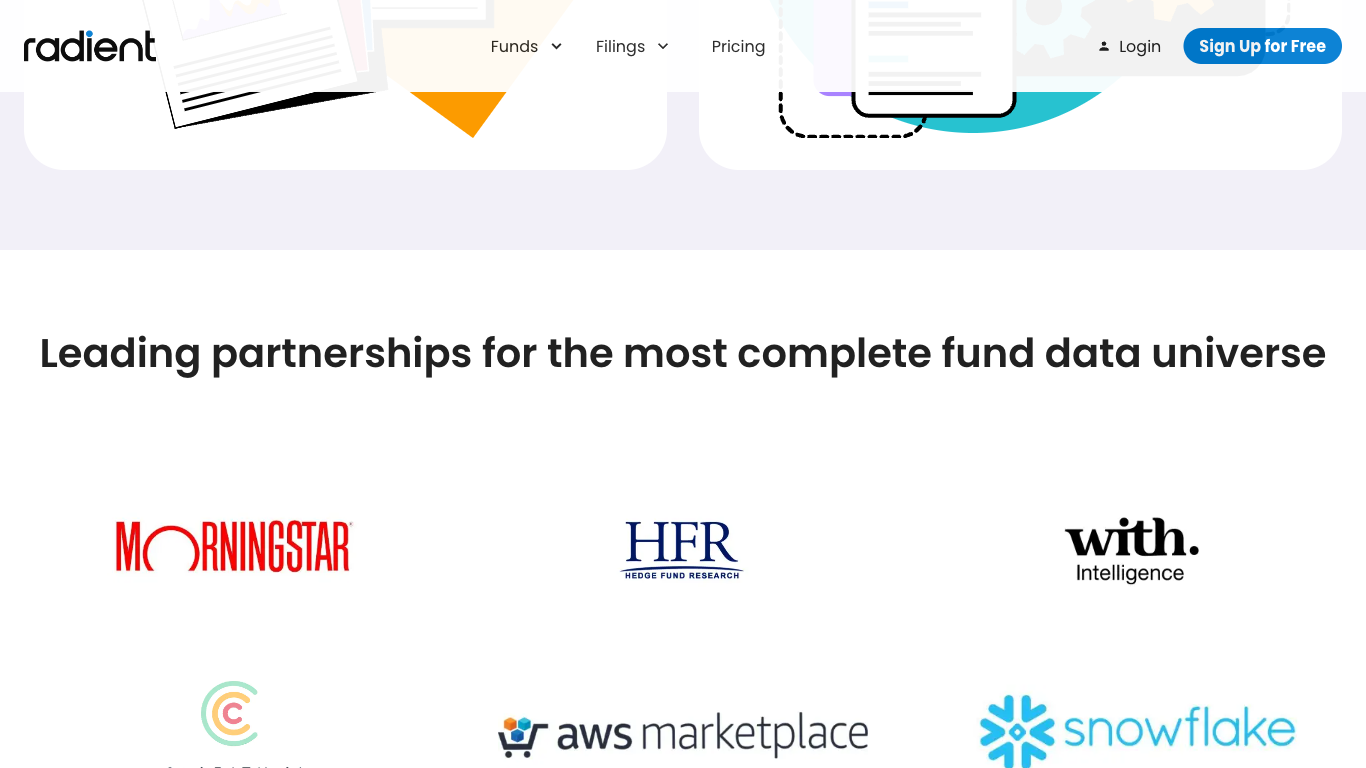 radient
Funds
Filings
Pricing
Login
Sign Up for Free
Leading partnerships for the most complete fund data universe
MORNINGSTAR
HFR
HEDGE FUND RESEARCH
with.
Intelligence
aws marketplace
snowflake